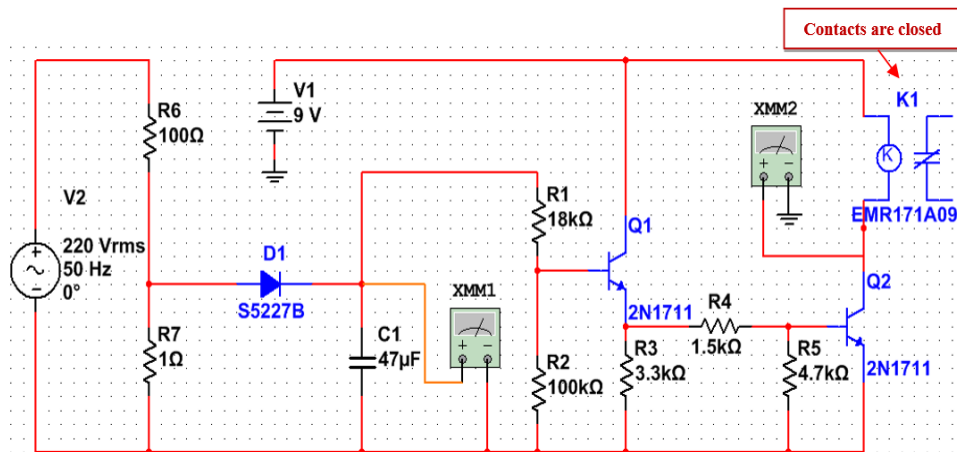 Contacts are closed
K1
V1
9 V
R6
100Ω
XMM2
K
EMR171A09
V2
220 Vrms
50 Hz
0°
R1
18kΩ
Q1
2N1711
D1
S5227B
XMM1
R4
1.5kΩ
Q2
2N1711
R7
1Ω
C1
47µF
R2
100kΩ
R3
3.3kΩ
R5
4.7kΩ